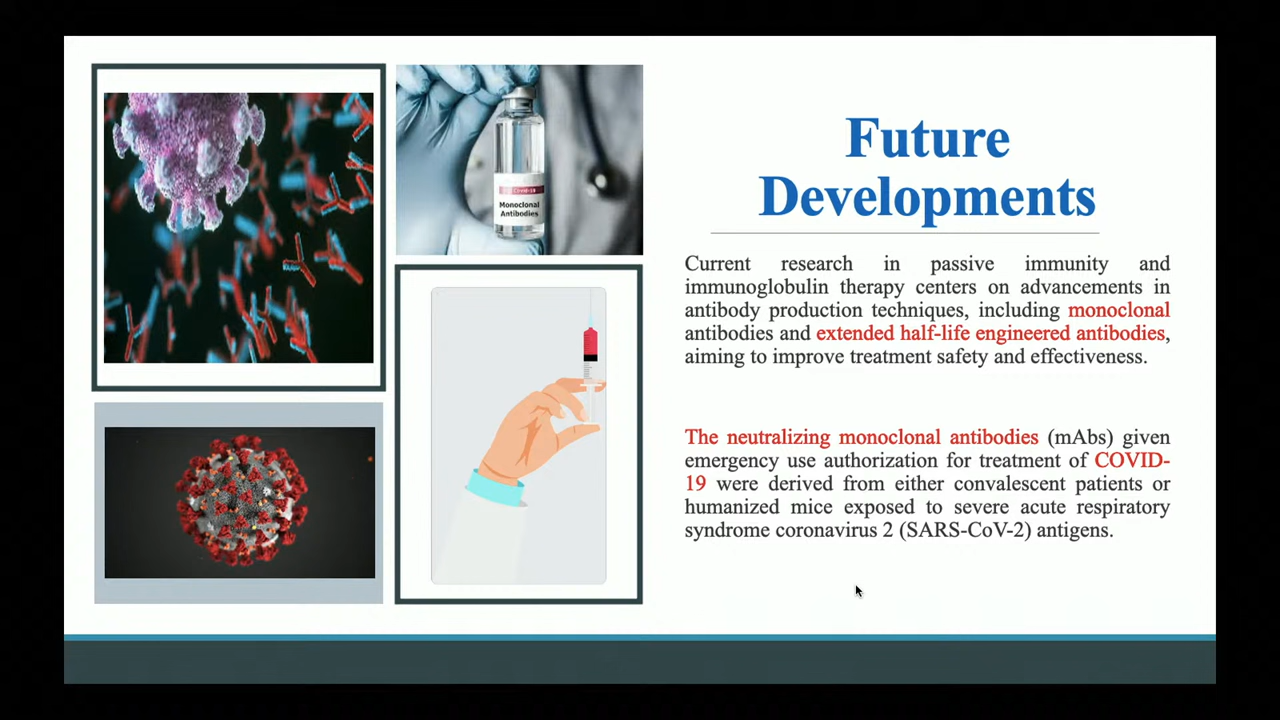 Covid-19
Monoclonal
Antibodies
Future
Developments
Current research in passive immunity and
immunoglobulin therapy centers on advancements in
antibody production techniques, including monoclonal
antibodies and extended half-life engineered antibodies,
aiming to improve treatment safety and effectiveness.
The neutralizing monoclonal antibodies (mAbs) given
emergency use authorization for treatment of COVID-
19 were derived from either convalescent patients or
humanized mice exposed to severe acute respiratory
syndrome coronavirus 2 (SARS-CoV-2) antigens.